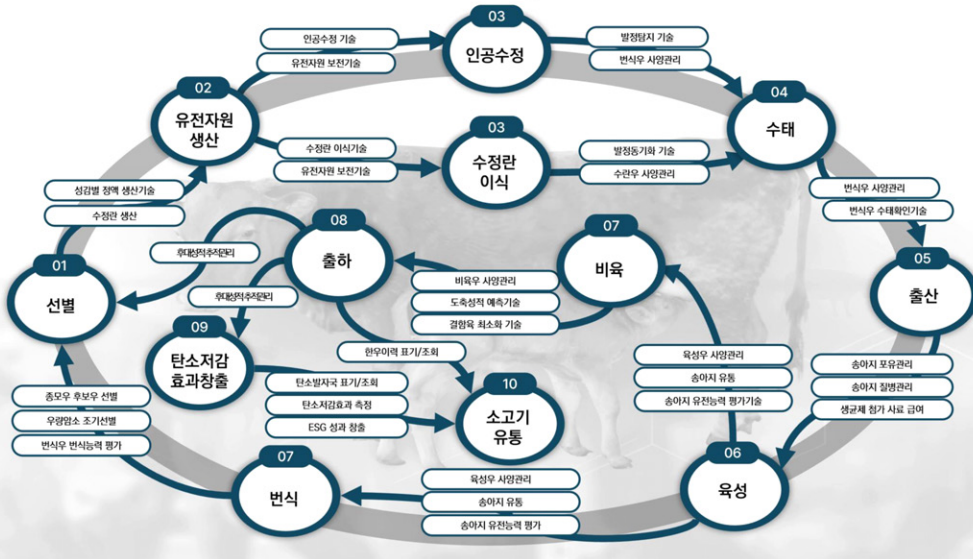 03
인공수정
인공수정 기술
유전자원 보전기술
발정탐지 기술
번식우 사양관리
02
유전자원
생산
04
수태
03
수정란
이식
수정란 이식기술
유전자원 보전기술
발정동기화 기술
수란우 사양관리
성감별 정액 생산기술
수정란 생산
번식우 사양관리
번식우 수태확인기술
01
선별
08
출하
07
비육
05
출산
후대성적추적관리
후대성적추적관리
비육우 사양관리
도축성적 예측기술
결함육 최소화 기술
09
탄소저감
효과창출
한우이력 표기/조회
육성우 사양관리
송아지 유통
송아지 유전능력 평가기술
송아지 포유관리
송아지 질병관리
생균제 첨가 사료 급여
탄소발자국 표기/조회
탄소저감효과 측정
ESG 성과 창출
10
소고기
유통
종모우 후보우 선별
우량암소 조기선별
번식우 번식능력 평가
07
번식
육성우 사양관리
송아지 유통
송아지 유전능력 평가
06
육성